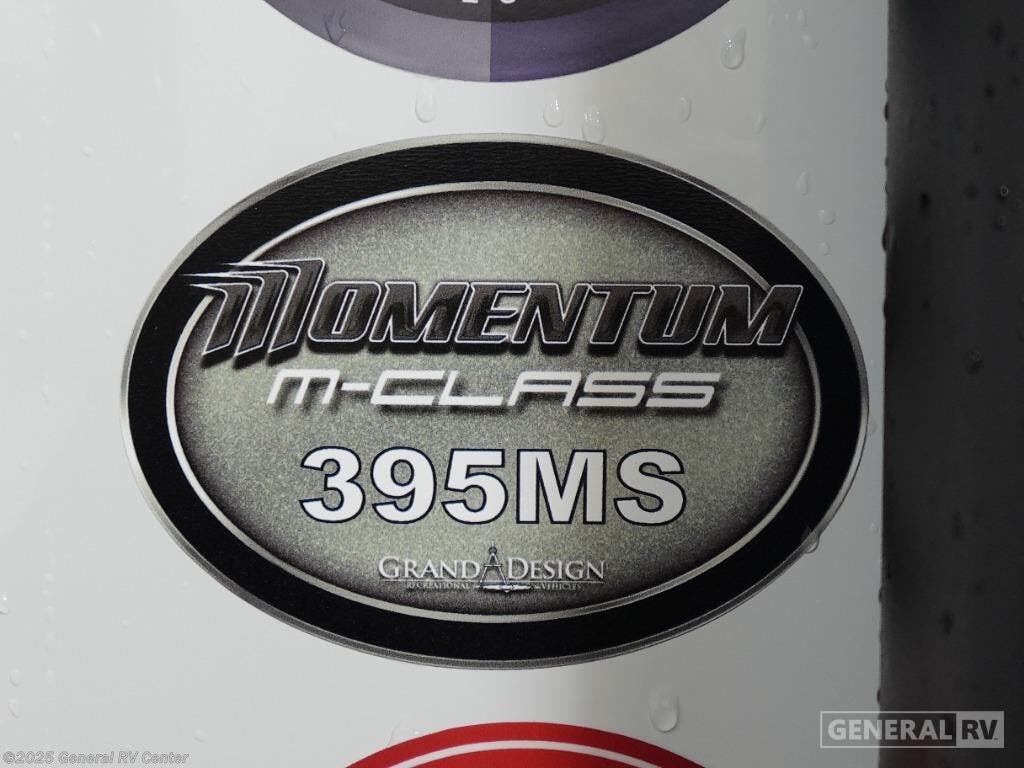 MOMENTUM
M-CLASS
395MS
GRAND DESIGN
RECREATIONAL VEHICLES
GENERAL RV
©2025 General RV Center